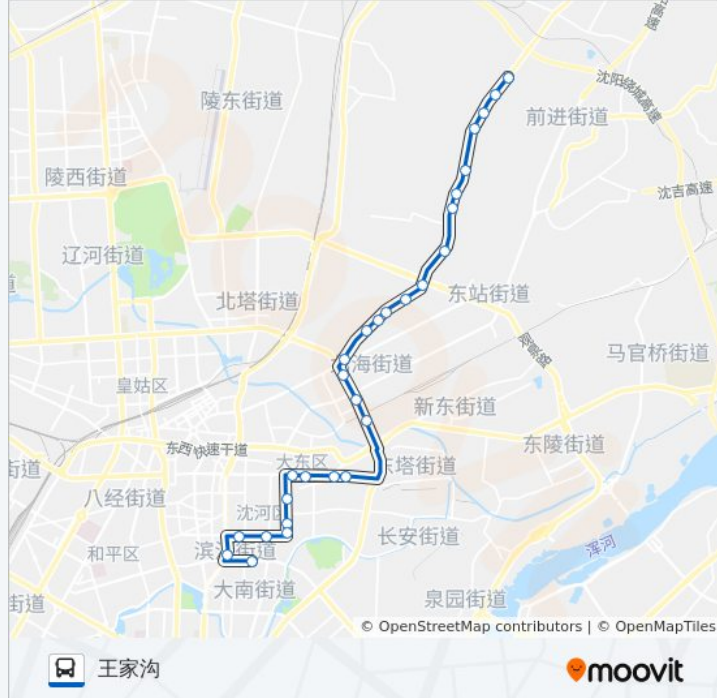 陵东街道
沈阳绕城高速
前进街道
陵西街道
沈吉高速
辽河街道
东站街道
北塔街道
马官桥街道
海街道
皇姑区
新东街道
东陵街道
东西快速干道
大东区
塔街道
街道
八经街道
沈河区
长安街道
浑河
和平区
大南街道
泉园街道
街道
© OpenStreetMap contributors | © OpenMapTiles
王家沟
moovit